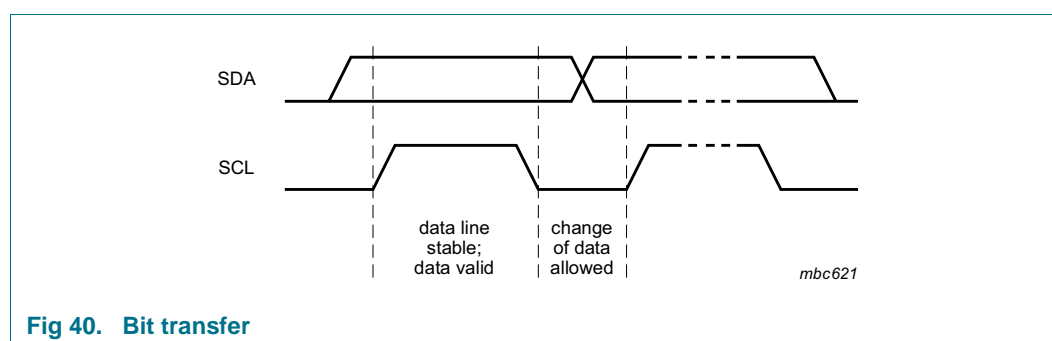 SDA
SCL
data line
stable;
data valid
change
of data
allowed
mbc621
Fig 40. Bit transfer